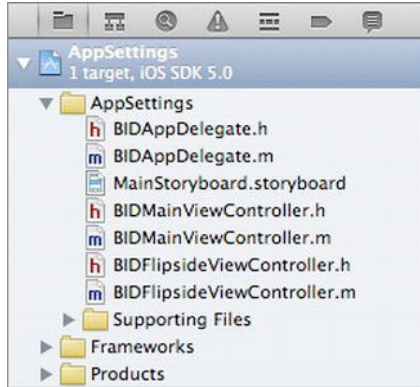 AppSettings
1 target, iOS SDK 5.0
AppSettings
h BIDAppDelegate.h
m BIDAppDelegate.m
MainStoryboard.storyboard
h BIDMainViewController.h
m BIDMainViewController.m
h BIDFlipsideViewController.h
m BIDFlipsideViewController.m
Supporting Files
Frameworks
Products